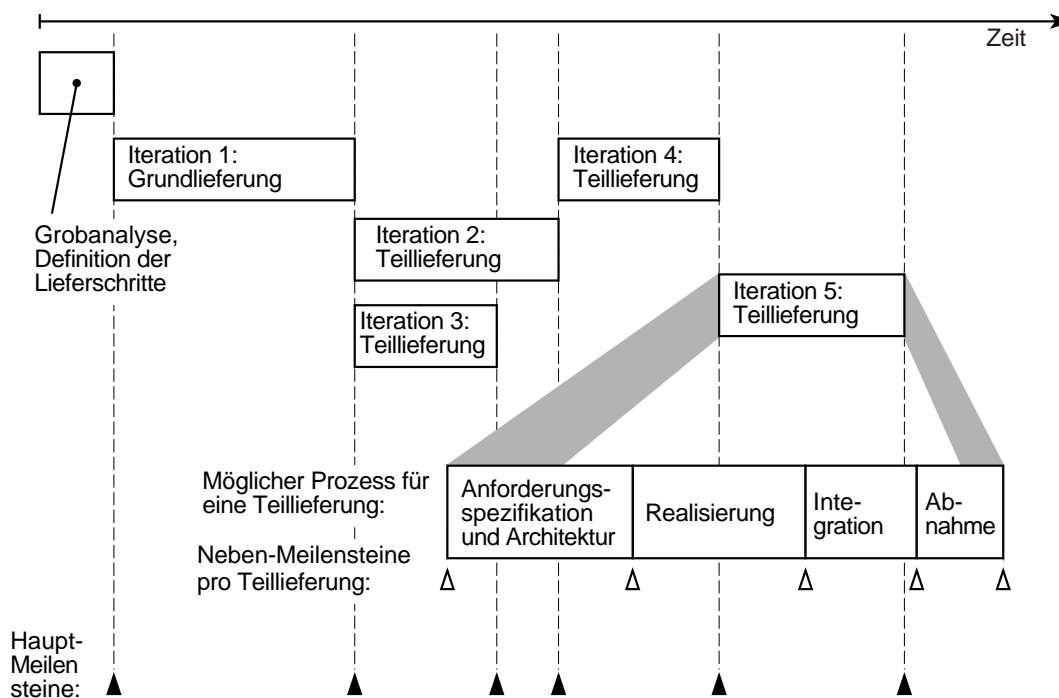 Zeit
Iteration 1:
Grundlieferung
Iteration 4:
Teillieferung
Grobanalyse,
Definition der
Lieferschritte
Iteration 2:
Teillieferung
Iteration 3:
Teillieferung
Iteration 5:
Teillieferung
Möglicher Prozess für
eine Teillieferung:
Anforderungs-
spezifikation
und Architektur
Realisierung
Inte-
gration
Ab-
nahme
Neben-Meilensteine
pro Teillieferung:
Haupt-
Meilen
steine: